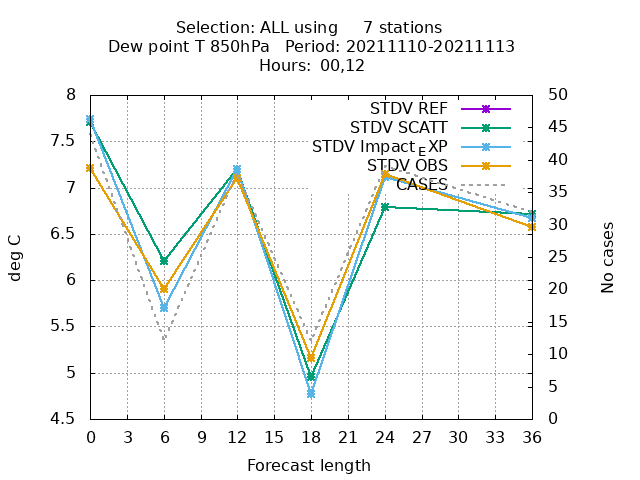 Selection: ALL using 7 stations
Dew point T 850hPa Period: 20211110-20211113
Hours: 00,12
STDV REF
STDV SCATT
STDV Impact_EXP
STDV OBS
CASES
8
7.5
7
6.5
6
5.5
5
4.5
deg C
50
45
40
35
30
25
20
15
10
5
0
No cases
0 3 6 9 12 15 18 21 24 27 30 33 36
Forecast length